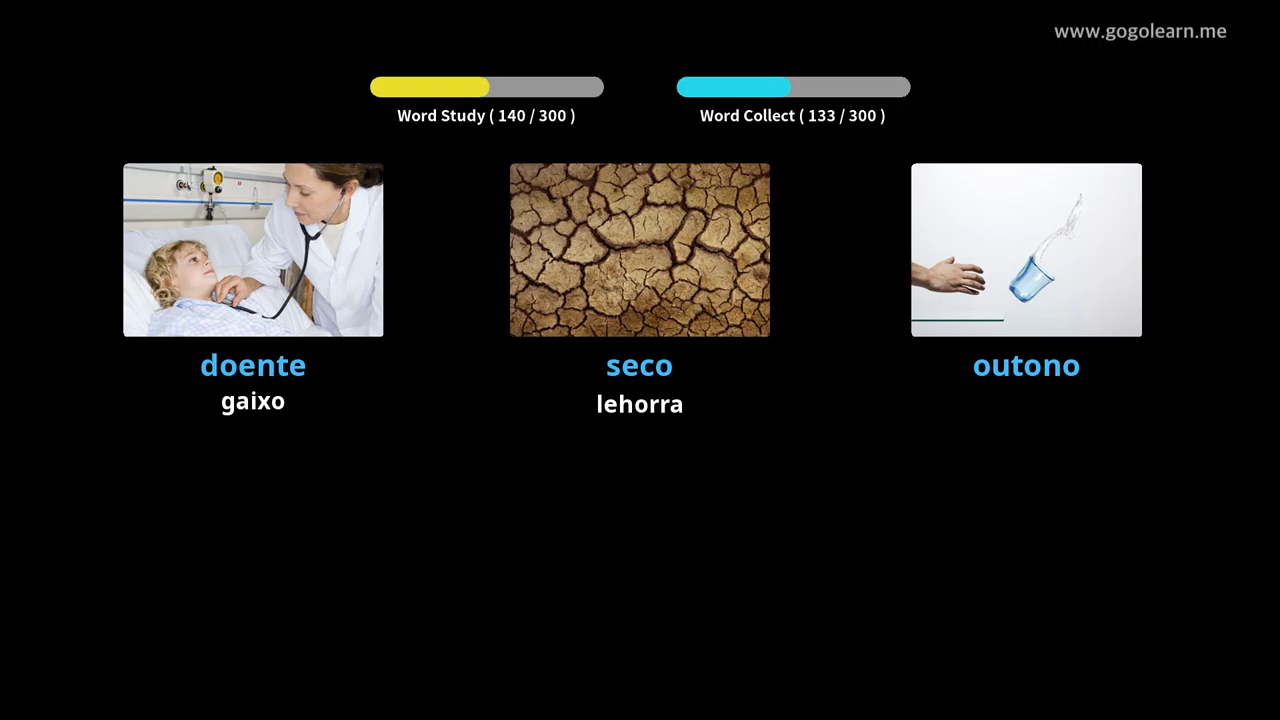 www.gogolearn.me
Word Study ( 140 / 300 )
Word Collect ( 133 / 300 )
doente
seco
outono
gaixo
lehorra